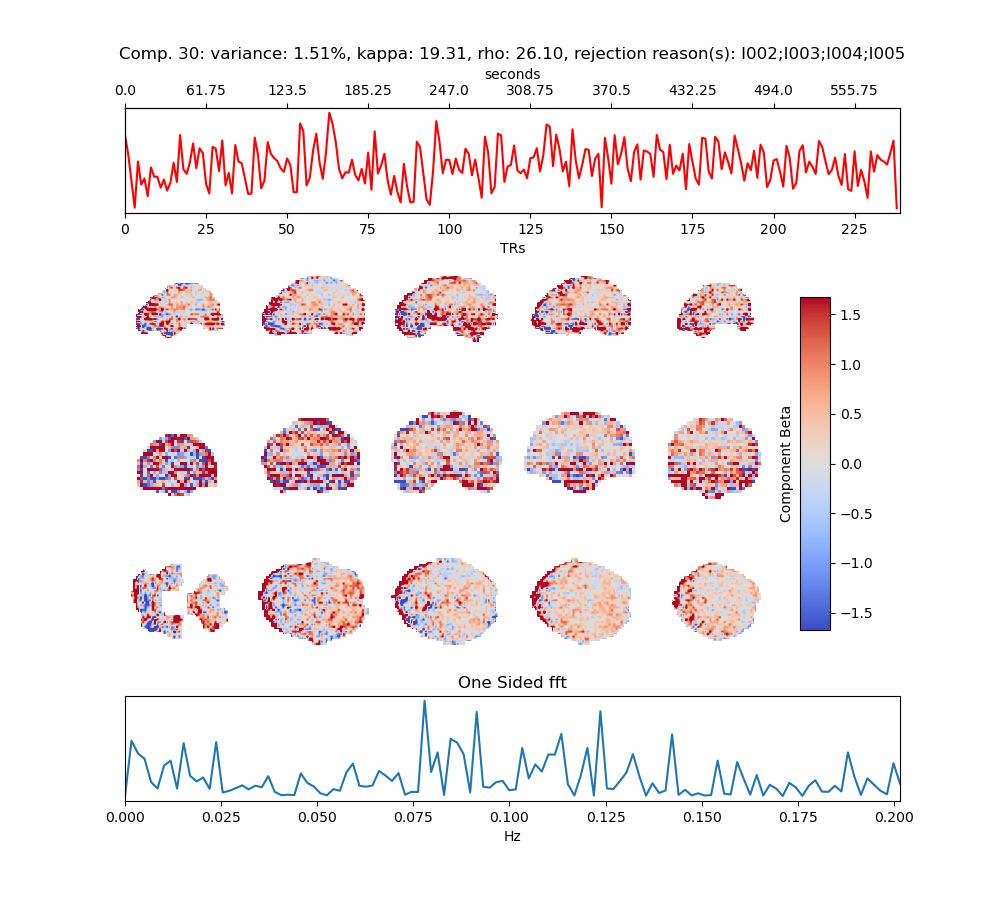 Comp. 30: variance: 1.51%, kappa: 19.31, rho: 26.10, rejection reason(s): I002;I003;I004;I005
seconds
0.0 61.75 123.5 185.25 247.0 308.75 370.5 432.25 494.0 555.75
0 25 50 75 100 125 150 175 200 225
TRs
1.5
1.0
0.5
0.0
−0.5
−1.0
−1.5
Component Beta
One Sided fft
0.000 0.025 0.050 0.075 0.100 0.125 0.150 0.175 0.200
Hz